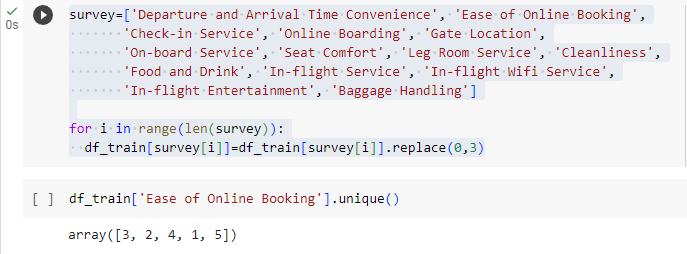 survey=['Departure and Arrival Time Convenience', 'Ease of Online Booking',
'Check-in Service', 'Online Boarding', 'Gate Location',
'On-board Service', 'Seat Comfort', 'Leg Room Service', 'Cleanliness',
'Food and Drink', 'In-flight Service', 'In-flight Wifi Service',
'In-flight Entertainment', 'Baggage Handling']
for i in range(len(survey)):
df_train[survey[i]]=df_train[survey[i]].replace(0,3)
0s
[ ] df_train['Ease of Online Booking'].unique()
array([3, 2, 4, 1, 5])